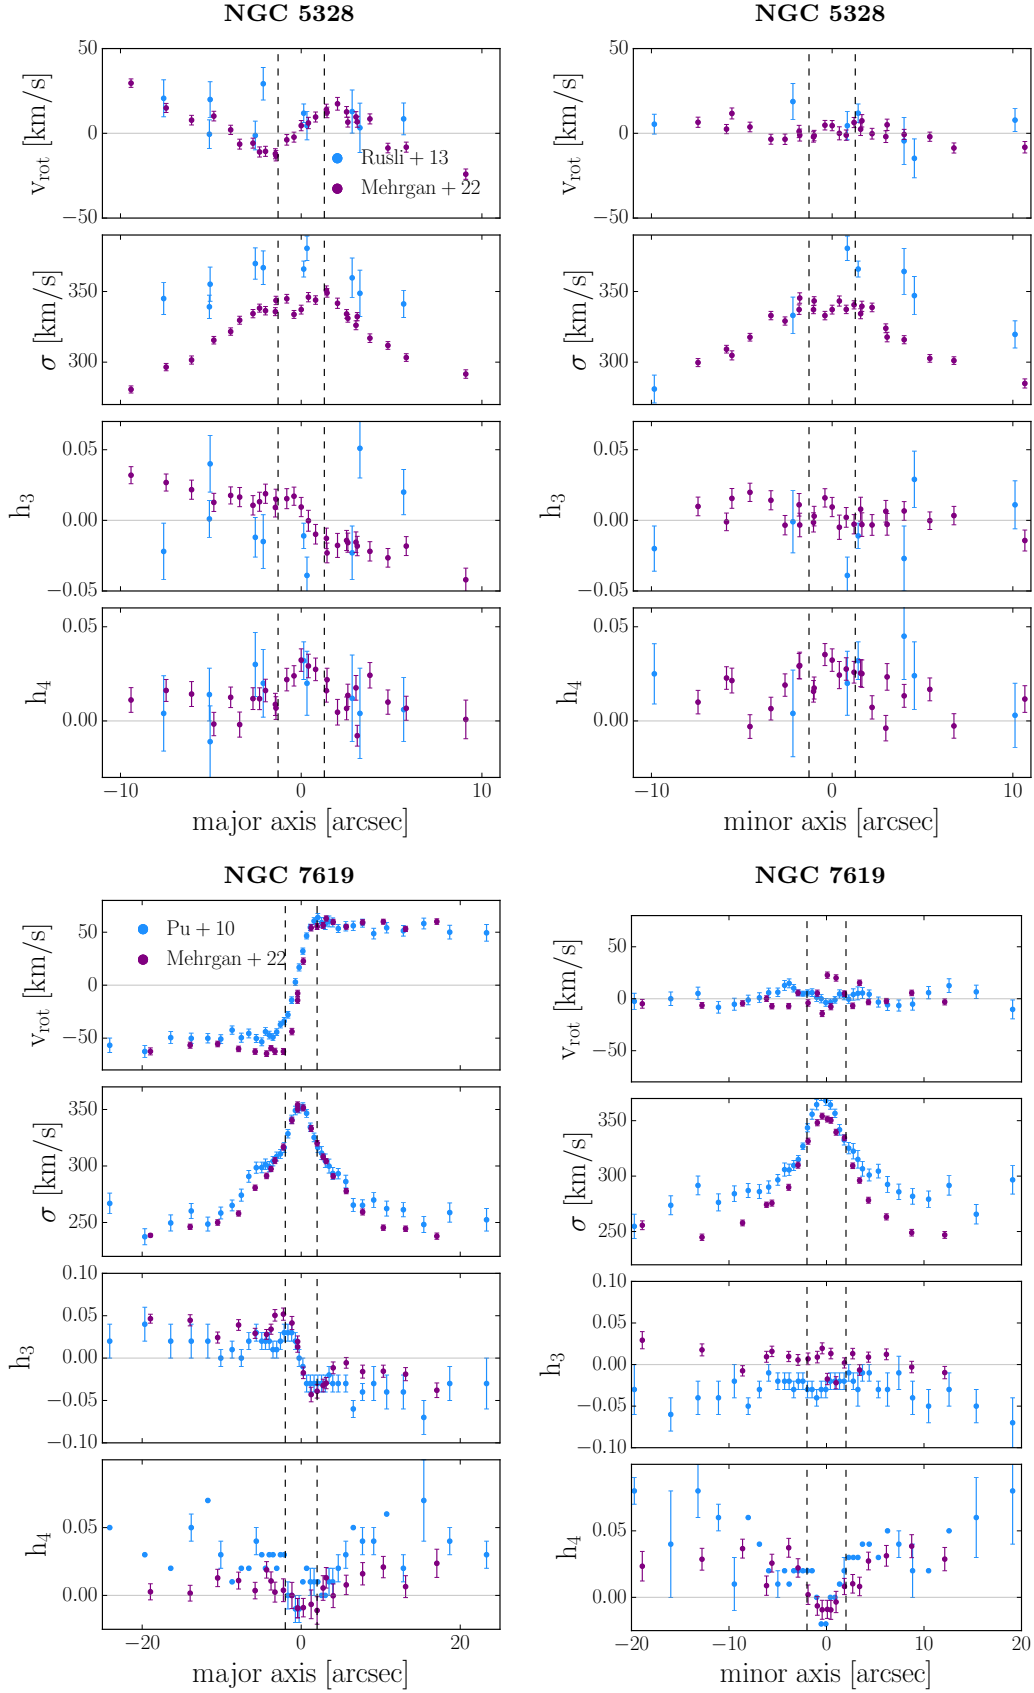 NGC 5328
50
0
−50
v_rot [km/s]
Rusli + 13
Mehrgan + 22
350
300
σ [km/s]
0.05
0.00
−0.05
h_3
0.05
0.00
h_4
−10 0 10
major axis [arcsec]
NGC 5328
50
0
−50
v_rot [km/s]
350
300
σ [km/s]
0.05
0.00
−0.05
h_3
0.05
0.00
h_4
−10 0 10
minor axis [arcsec]
NGC 7619
50
0
−50
v_rot [km/s]
Pu + 10
Mehrgan + 22
350
300
250
σ [km/s]
0.10
0.05
0.00
−0.05
−0.10
h_3
0.05
0.00
h_4
−20 0 20
major axis [arcsec]
NGC 7619
50
0
−50
v_rot [km/s]
350
300
250
σ [km/s]
0.10
0.05
0.00
−0.05
−0.10
h_3
0.05
0.00
h_4
−20 −10 0 10 20
minor axis [arcsec]